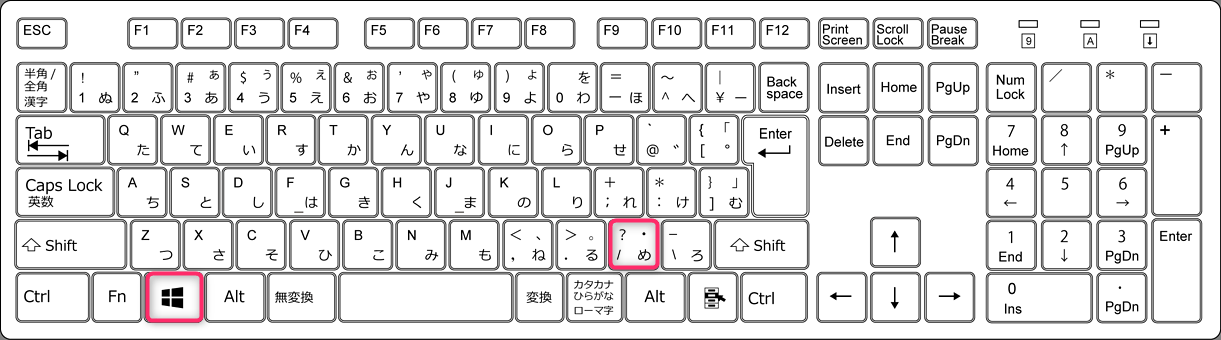 ESC F1 F2 F3 F4 F5 F6 F7 F8 F9 F10 F11 F12 Print Screen Scroll Lock Pause Break 9 A
半角/全角 漢字 ! 1 ぬ " 2 ふ # ぁ 3 あ $ ぅ 4 う % ぇ 5 え & ぉ 6 お ' ゃ 7 や ( ゅ 8 ゆ ) ょ 9 よ を 0 わ = ー ほ ～ ^ へ | ¥ ー Back space Insert Home PgUp Num Lock ／ * ー
Tab Q た W て E い R す T か Y ん U な I に O ら P せ ` @ ゛ { 「 [ ° Enter Delete End PgDn 7 Home 8 ↑ 9 PgUp +
Caps Lock 英数 A ち S と D し F _は G き H く J _ま K の L り + ; れ * : け } 」 ] む 4 ← 5 6 →
Shift Z つ X さ C そ V ひ B こ N み M も < 、 , ね > 。 . る ? ・ / め _ \ ろ Shift ↑ 1 End 2 ↓ 3 PgDn Enter
Ctrl Fn Alt 無変換 変換 カタカナ ひらがな ローマ字 Alt Ctrl ← ↓ → 0 Ins . PgDn